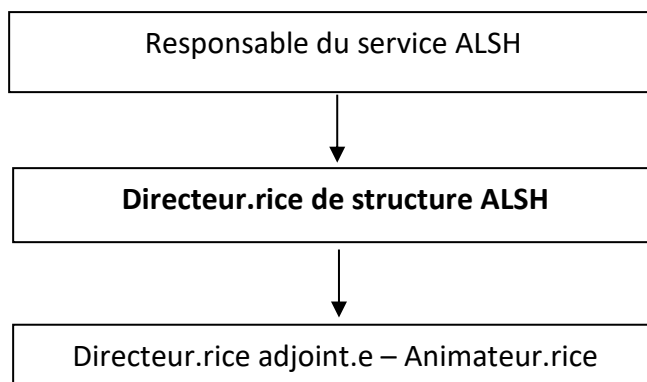 Responsable du service ALSH
Directeur.rice de structure ALSH
Directeur.rice adjoint.e – Animateur.rice